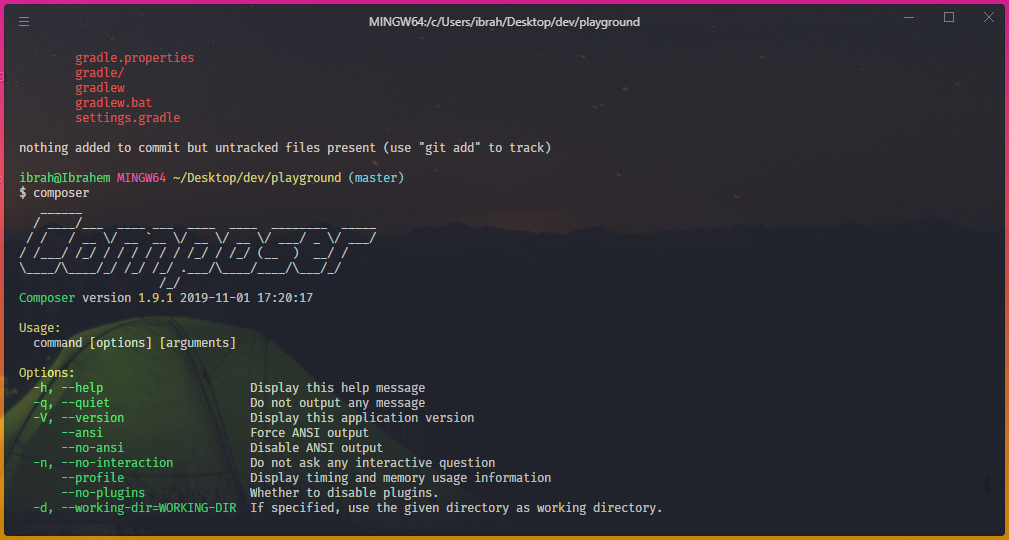 MINGW64:/c/Users/ibrah/Desktop/dev/playground
gradle.properties
gradle/
gradlew
gradlew.bat
settings.gradle
nothing added to commit but untracked files present (use "git add" to track)
ibrah@Ibrahem MINGW64 ~/Desktop/dev/playground (master)
$ composer
   ______
  / ____/___  ____ ___  ____  ____  ________  _____
 / /   / __ \/ __ `__ \/ __ \/ __ \/ ___/ _ \/ ___/
/ /___/ /_/ / / / / / / /_/ / /_/ (__  )  __/ /
\____/\____/_/ /_/ /_/ .___/\____/____/\___/_/
                    /_/
Composer version 1.9.1 2019-11-01 17:20:17
Usage:
  command [options] [arguments]
Options:
  -h, --help                     Display this help message
  -q, --quiet                    Do not output any message
  -V, --version                  Display this application version
      --ansi                     Force ANSI output
      --no-ansi                  Disable ANSI output
  -n, --no-interaction           Do not ask any interactive question
      --profile                  Display timing and memory usage information
      --no-plugins               Whether to disable plugins.
  -d, --working-dir=WORKING-DIR  If specified, use the given directory as working directory.